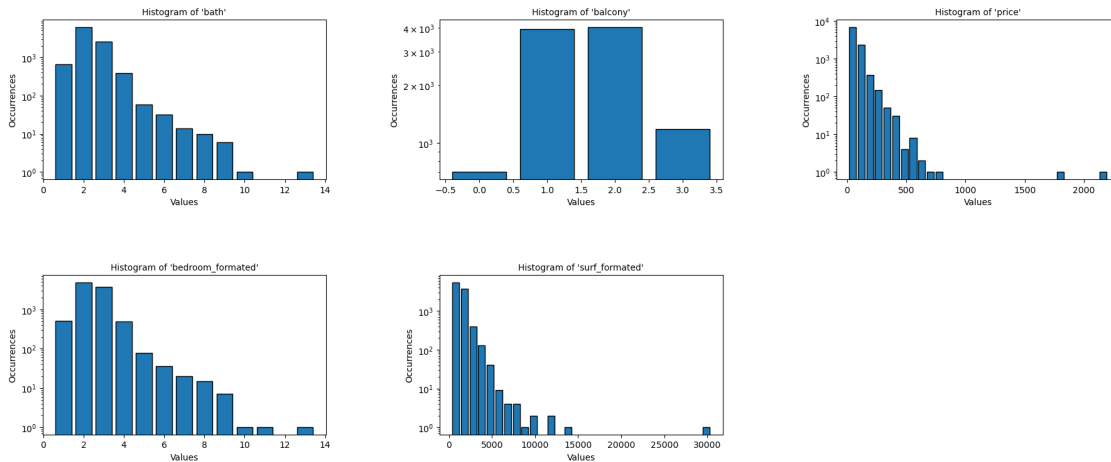 Histogram of 'bath'
Occurrences
10³
10²
10¹
10⁰
0 2 4 6 8 10 12 14
Values
Histogram of 'balcony'
Occurrences
4 × 10³
3 × 10³
2 × 10³
10³
−0.5 0.0 0.5 1.0 1.5 2.0 2.5 3.0 3.5
Values
Histogram of 'price'
Occurrences
10⁴
10³
10²
10¹
10⁰
0 500 1000 1500 2000
Values
Histogram of 'bedroom_formated'
Occurrences
10³
10²
10¹
10⁰
0 2 4 6 8 10 12 14
Values
Histogram of 'surf_formated'
Occurrences
10³
10²
10¹
10⁰
0 5000 10000 15000 20000 25000 30000
Values